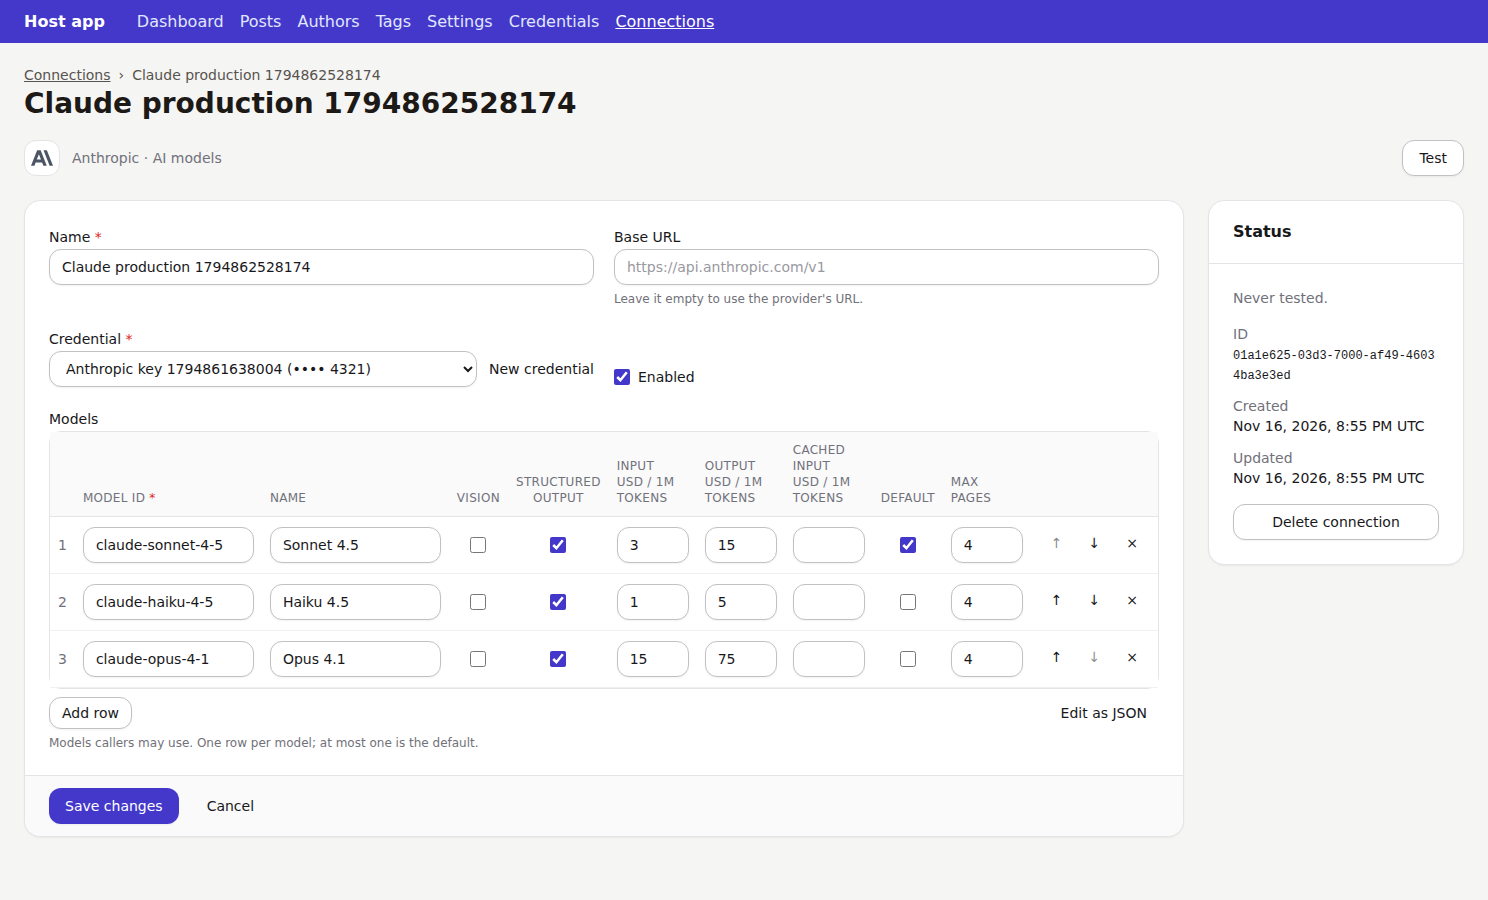 Host app Dashboard Posts Authors Tags Settings Credentials Connections
Connections › Claude production 1794862528174
Claude production 1794862528174
Anthropic · AI models
Test
Name *
Claude production 1794862528174
Base URL
https://api.anthropic.com/v1
Leave it empty to use the provider's URL.
Credential *
Anthropic key 1794861638004 (•••• 4321)
New credential
Enabled
Models
MODEL ID * NAME VISION STRUCTURED OUTPUT INPUT USD / 1M TOKENS OUTPUT USD / 1M TOKENS CACHED INPUT USD / 1M TOKENS DEFAULT MAX PAGES
1 claude-sonnet-4-5 Sonnet 4.5 3 15 4 ↑ ↓ ×
2 claude-haiku-4-5 Haiku 4.5 1 5 4 ↑ ↓ ×
3 claude-opus-4-1 Opus 4.1 15 75 4 ↑ ↓ ×
Add row
Edit as JSON
Models callers may use. One row per model; at most one is the default.
Save changes
Cancel
Status
Never tested.
ID
01a1e625-03d3-7000-af49-4603
4ba3e3ed
Created
Nov 16, 2026, 8:55 PM UTC
Updated
Nov 16, 2026, 8:55 PM UTC
Delete connection